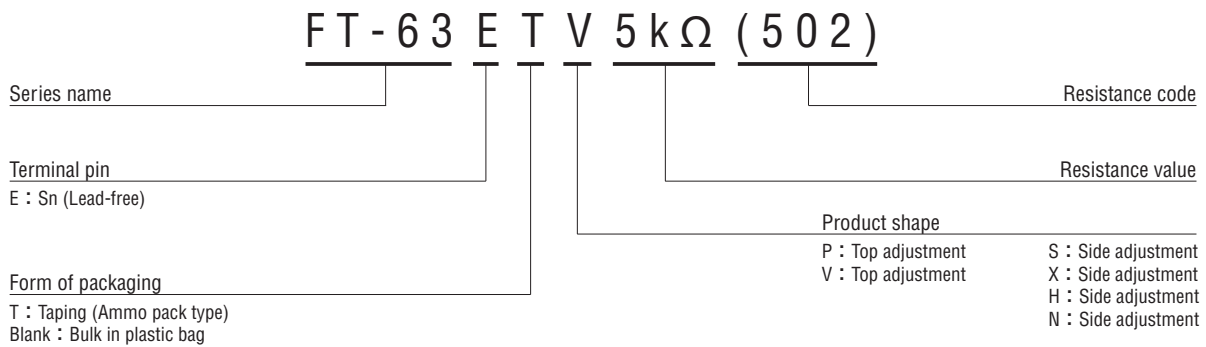 FT-63 E T V 5kΩ (502)
Series name
Resistance code
Terminal pin
E：Sn (Lead-free)
Resistance value
Product shape
P：Top adjustment
V：Top adjustment
S：Side adjustment
X：Side adjustment
H：Side adjustment
N：Side adjustment
Form of packaging
T：Taping (Ammo pack type)
Blank：Bulk in plastic bag